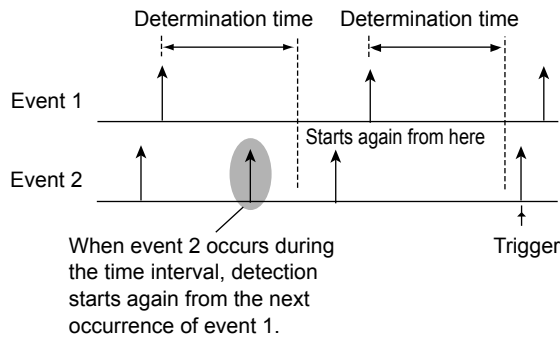 Determination time
Determination time
Event 1
Starts again from here
Event 2
When event 2 occurs during
the time interval, detection
starts again from the next
occurrence of event 1.
Trigger